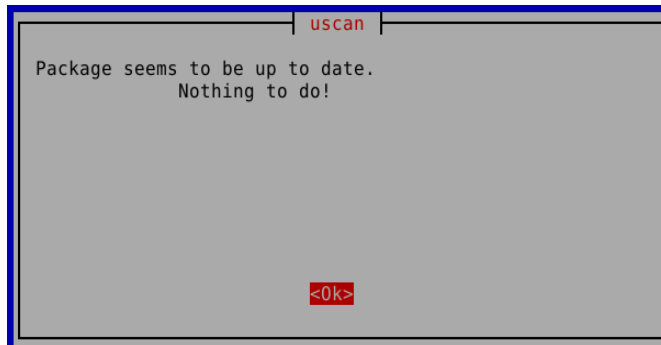 uscan
Package seems to be up to date.
Nothing to do!
<Ok>